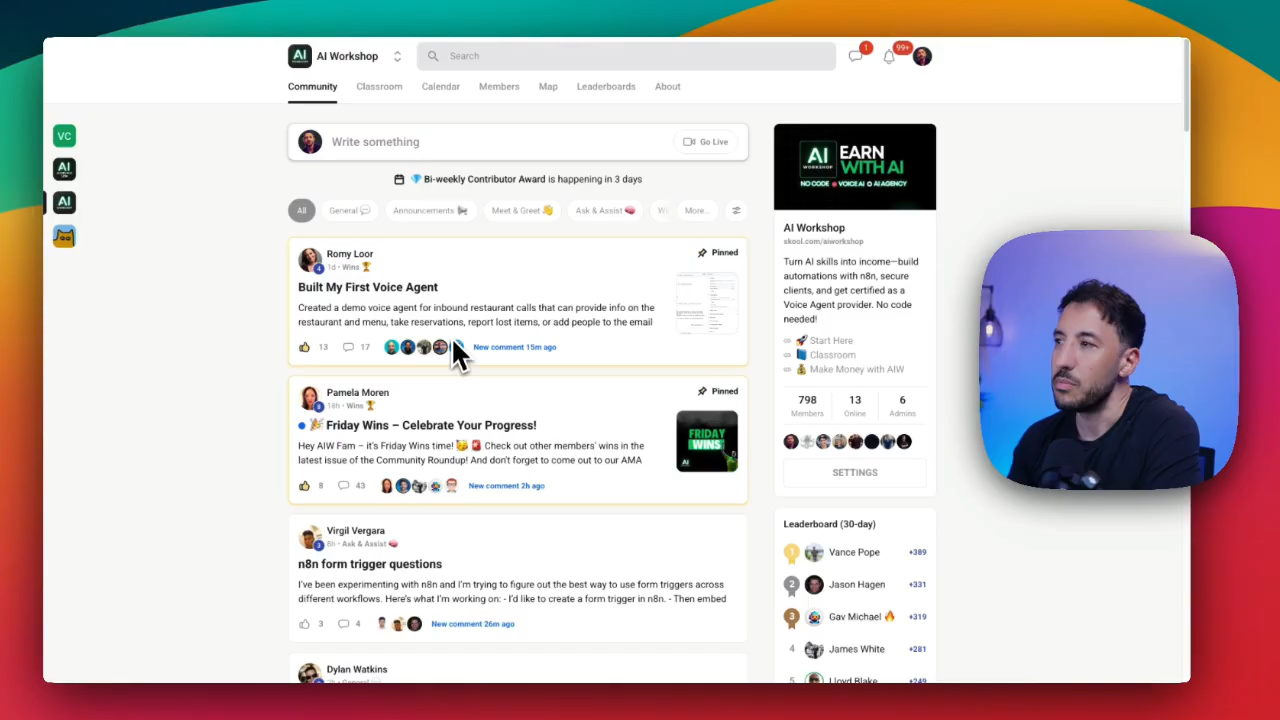 AI Workshop
Search
1
99+
Community
Classroom
Calendar
Members
Map
Leaderboards
About
VC
Write something
Go Live
Bi-weekly Contributor Award is happening in 3 days
All
General
Announcements
Meet & Greet
Ask & Assist
More...
Romy Loor
4
1d • Wins
Pinned
Built My First Voice Agent
Created a demo voice agent for inbound restaurant calls that can provide info on the
restaurant and menu, take reservations, report lost items, or add people to the email
13
17
New comment 15m ago
Pamela Moren
18h • Wins
Pinned
Friday Wins – Celebrate Your Progress!
Hey AIW Fam – it's Friday Wins time! Check out other members' wins in the
latest issue of the Community Roundup! And don't forget to come out to our AMA
FRIDAY
WINS
8
43
New comment 2h ago
Virgil Vergara
8h • Ask & Assist
n8n form trigger questions
I've been experimenting with n8n and I'm trying to figure out the best way to use form triggers across
different workflows. Here's what I'm working on: - I'd like to create a form trigger in n8n. - Then embed
3
4
New comment 26m ago
Dylan Watkins
AI WORKSHOP
EARN
WITH AI
NO CODE VOICE AI AI AGENCY
AI Workshop
skool.com/aiworkshop
Turn AI skills into income—build
automations with n8n, secure
clients, and get certified as a
Voice Agent provider. No code
needed!
Start Here
Classroom
Make Money with AIW
798
Members
13
Online
6
Admins
SETTINGS
Leaderboard (30-day)
1 Vance Pope +389
2 Jason Hagen +331
3 Gav Michael +319
4 James White +281
5 Lloyd Blake +249